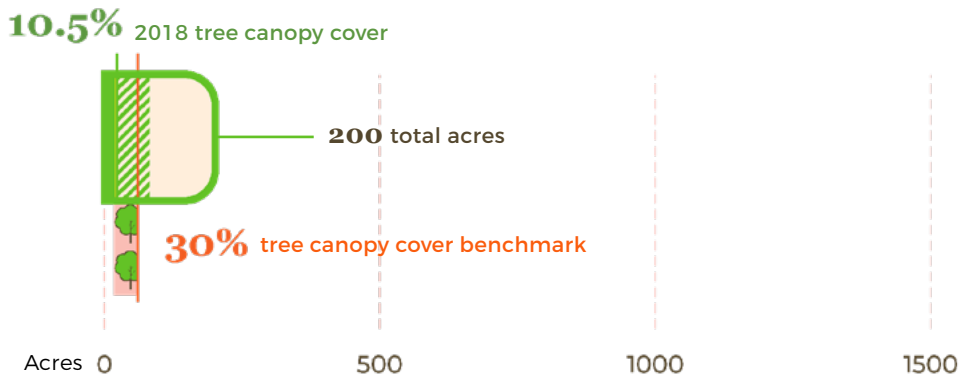 10.5% 2018 tree canopy cover
200 total acres
30% tree canopy cover benchmark
Acres 0 500 1000 1500